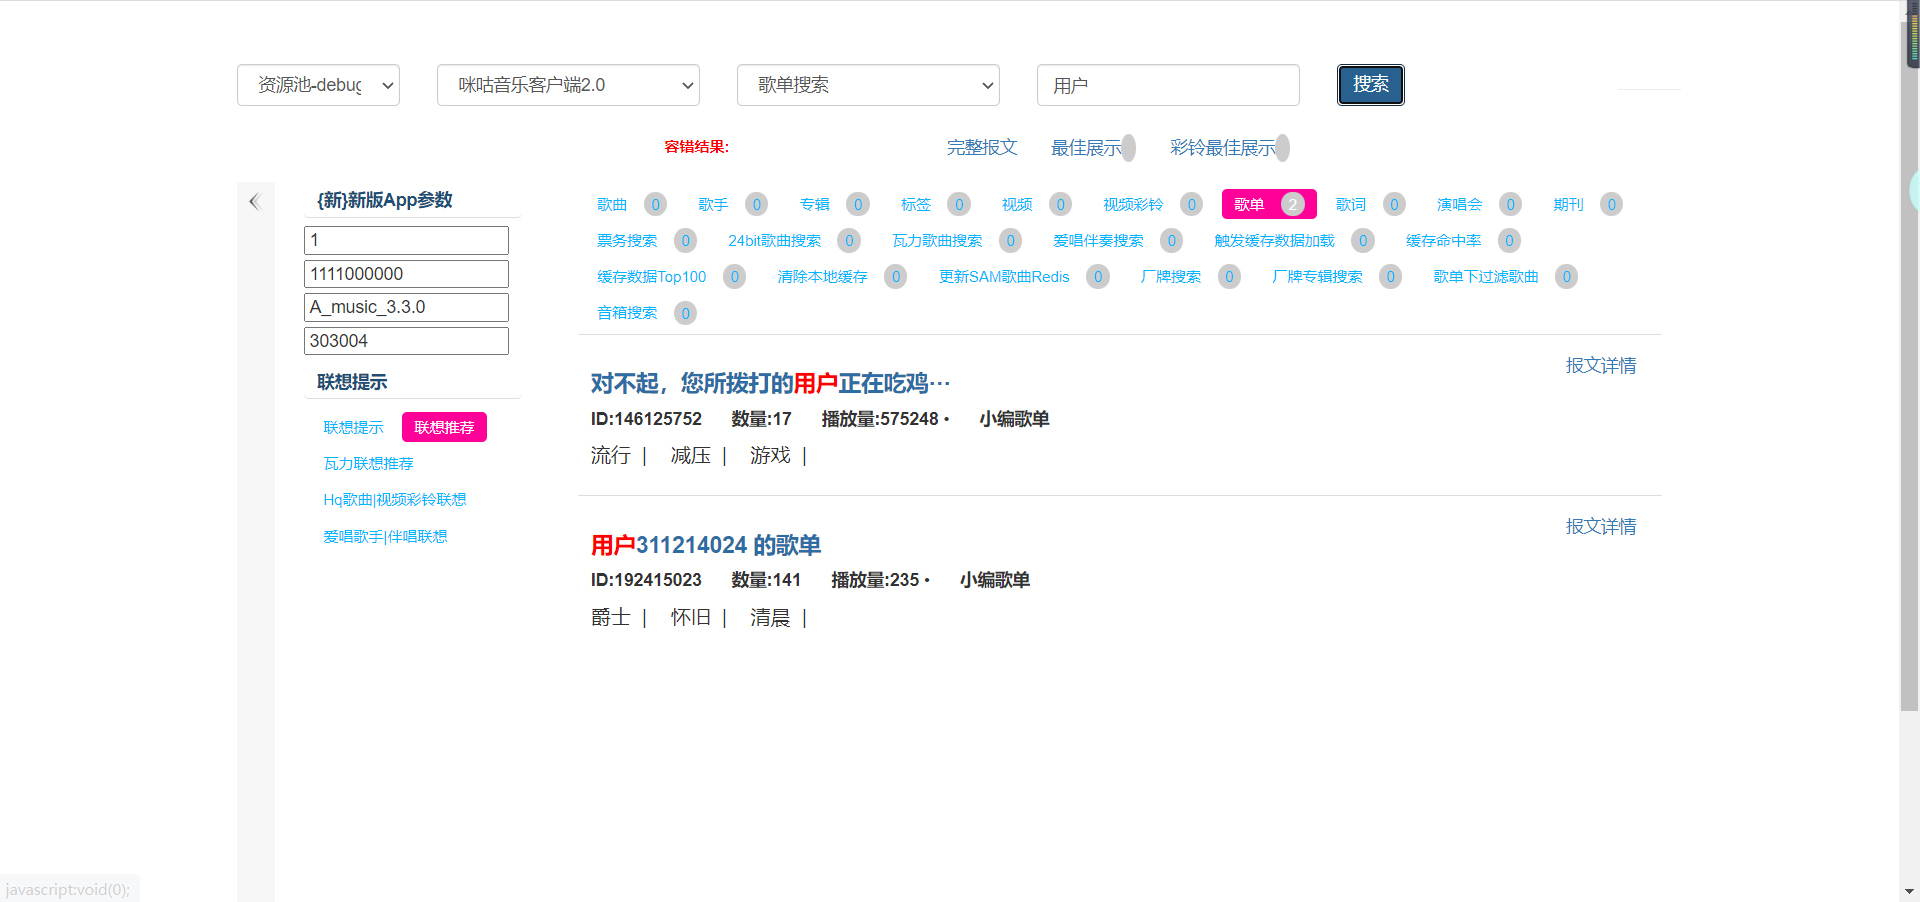 资源池-debug 咪咕音乐客户端2.0 歌单搜索 用户 搜索
容错结果: 完整报文 最佳展示 彩铃最佳展示
{新}新版App参数
1
1111000000
A_music_3.3.0
303004
联想提示
联想提示 联想推荐
瓦力联想推荐
Hq歌曲|视频彩铃联想
爱唱歌手|伴唱联想
歌曲 0 歌手 0 专辑 0 标签 0 视频 0 视频彩铃 0 歌单 2 歌词 0 演唱会 0 期刊 0
票务搜索 0 24bit歌曲搜索 0 瓦力歌曲搜索 0 爱唱伴奏搜索 0 触发缓存数据加载 0 缓存命中率 0
缓存数据Top100 0 清除本地缓存 0 更新SAM歌曲Redis 0 厂牌搜索 0 厂牌专辑搜索 0 歌单下过滤歌曲 0
音箱搜索 0
报文详情
对不起，您所拨打的用户正在吃鸡…
ID:146125752 数量:17 播放量:575248 • 小编歌单
流行 | 减压 | 游戏 |
报文详情
用户311214024 的歌单
ID:192415023 数量:141 播放量:235 • 小编歌单
爵士 | 怀旧 | 清晨 |
javascript:void(0);